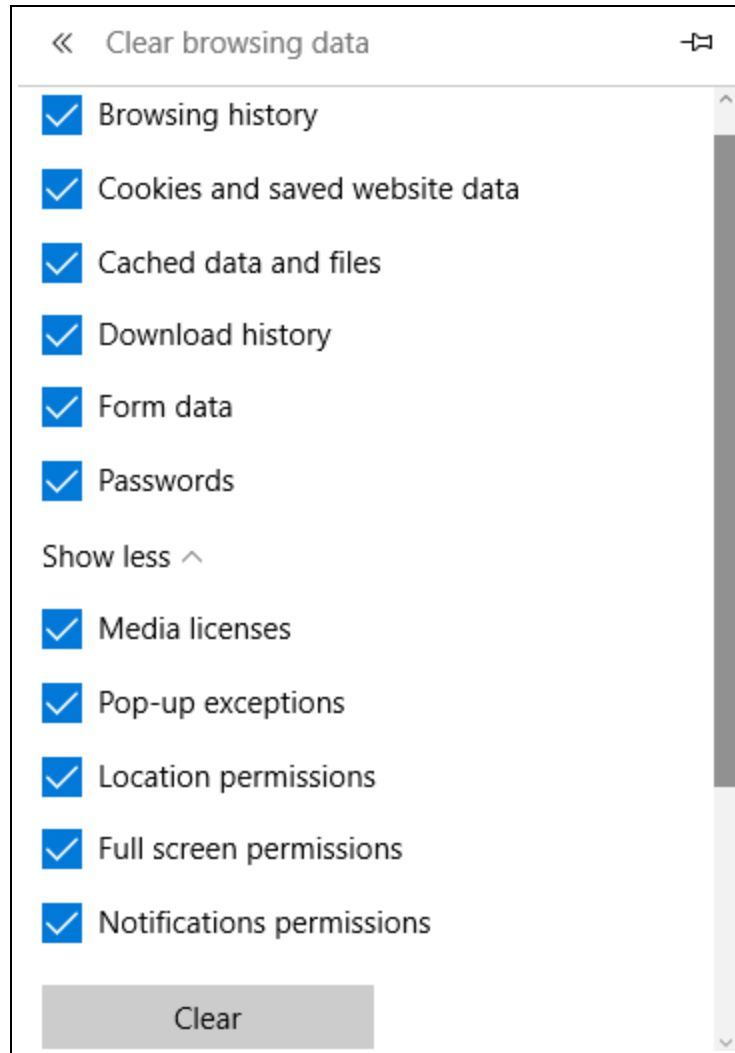 Clear browsing data
Browsing history
Cookies and saved website data
Cached data and files
Download history
Form data
Passwords
Show less
Media licenses
Pop-up exceptions
Location permissions
Full screen permissions
Notifications permissions
Clear